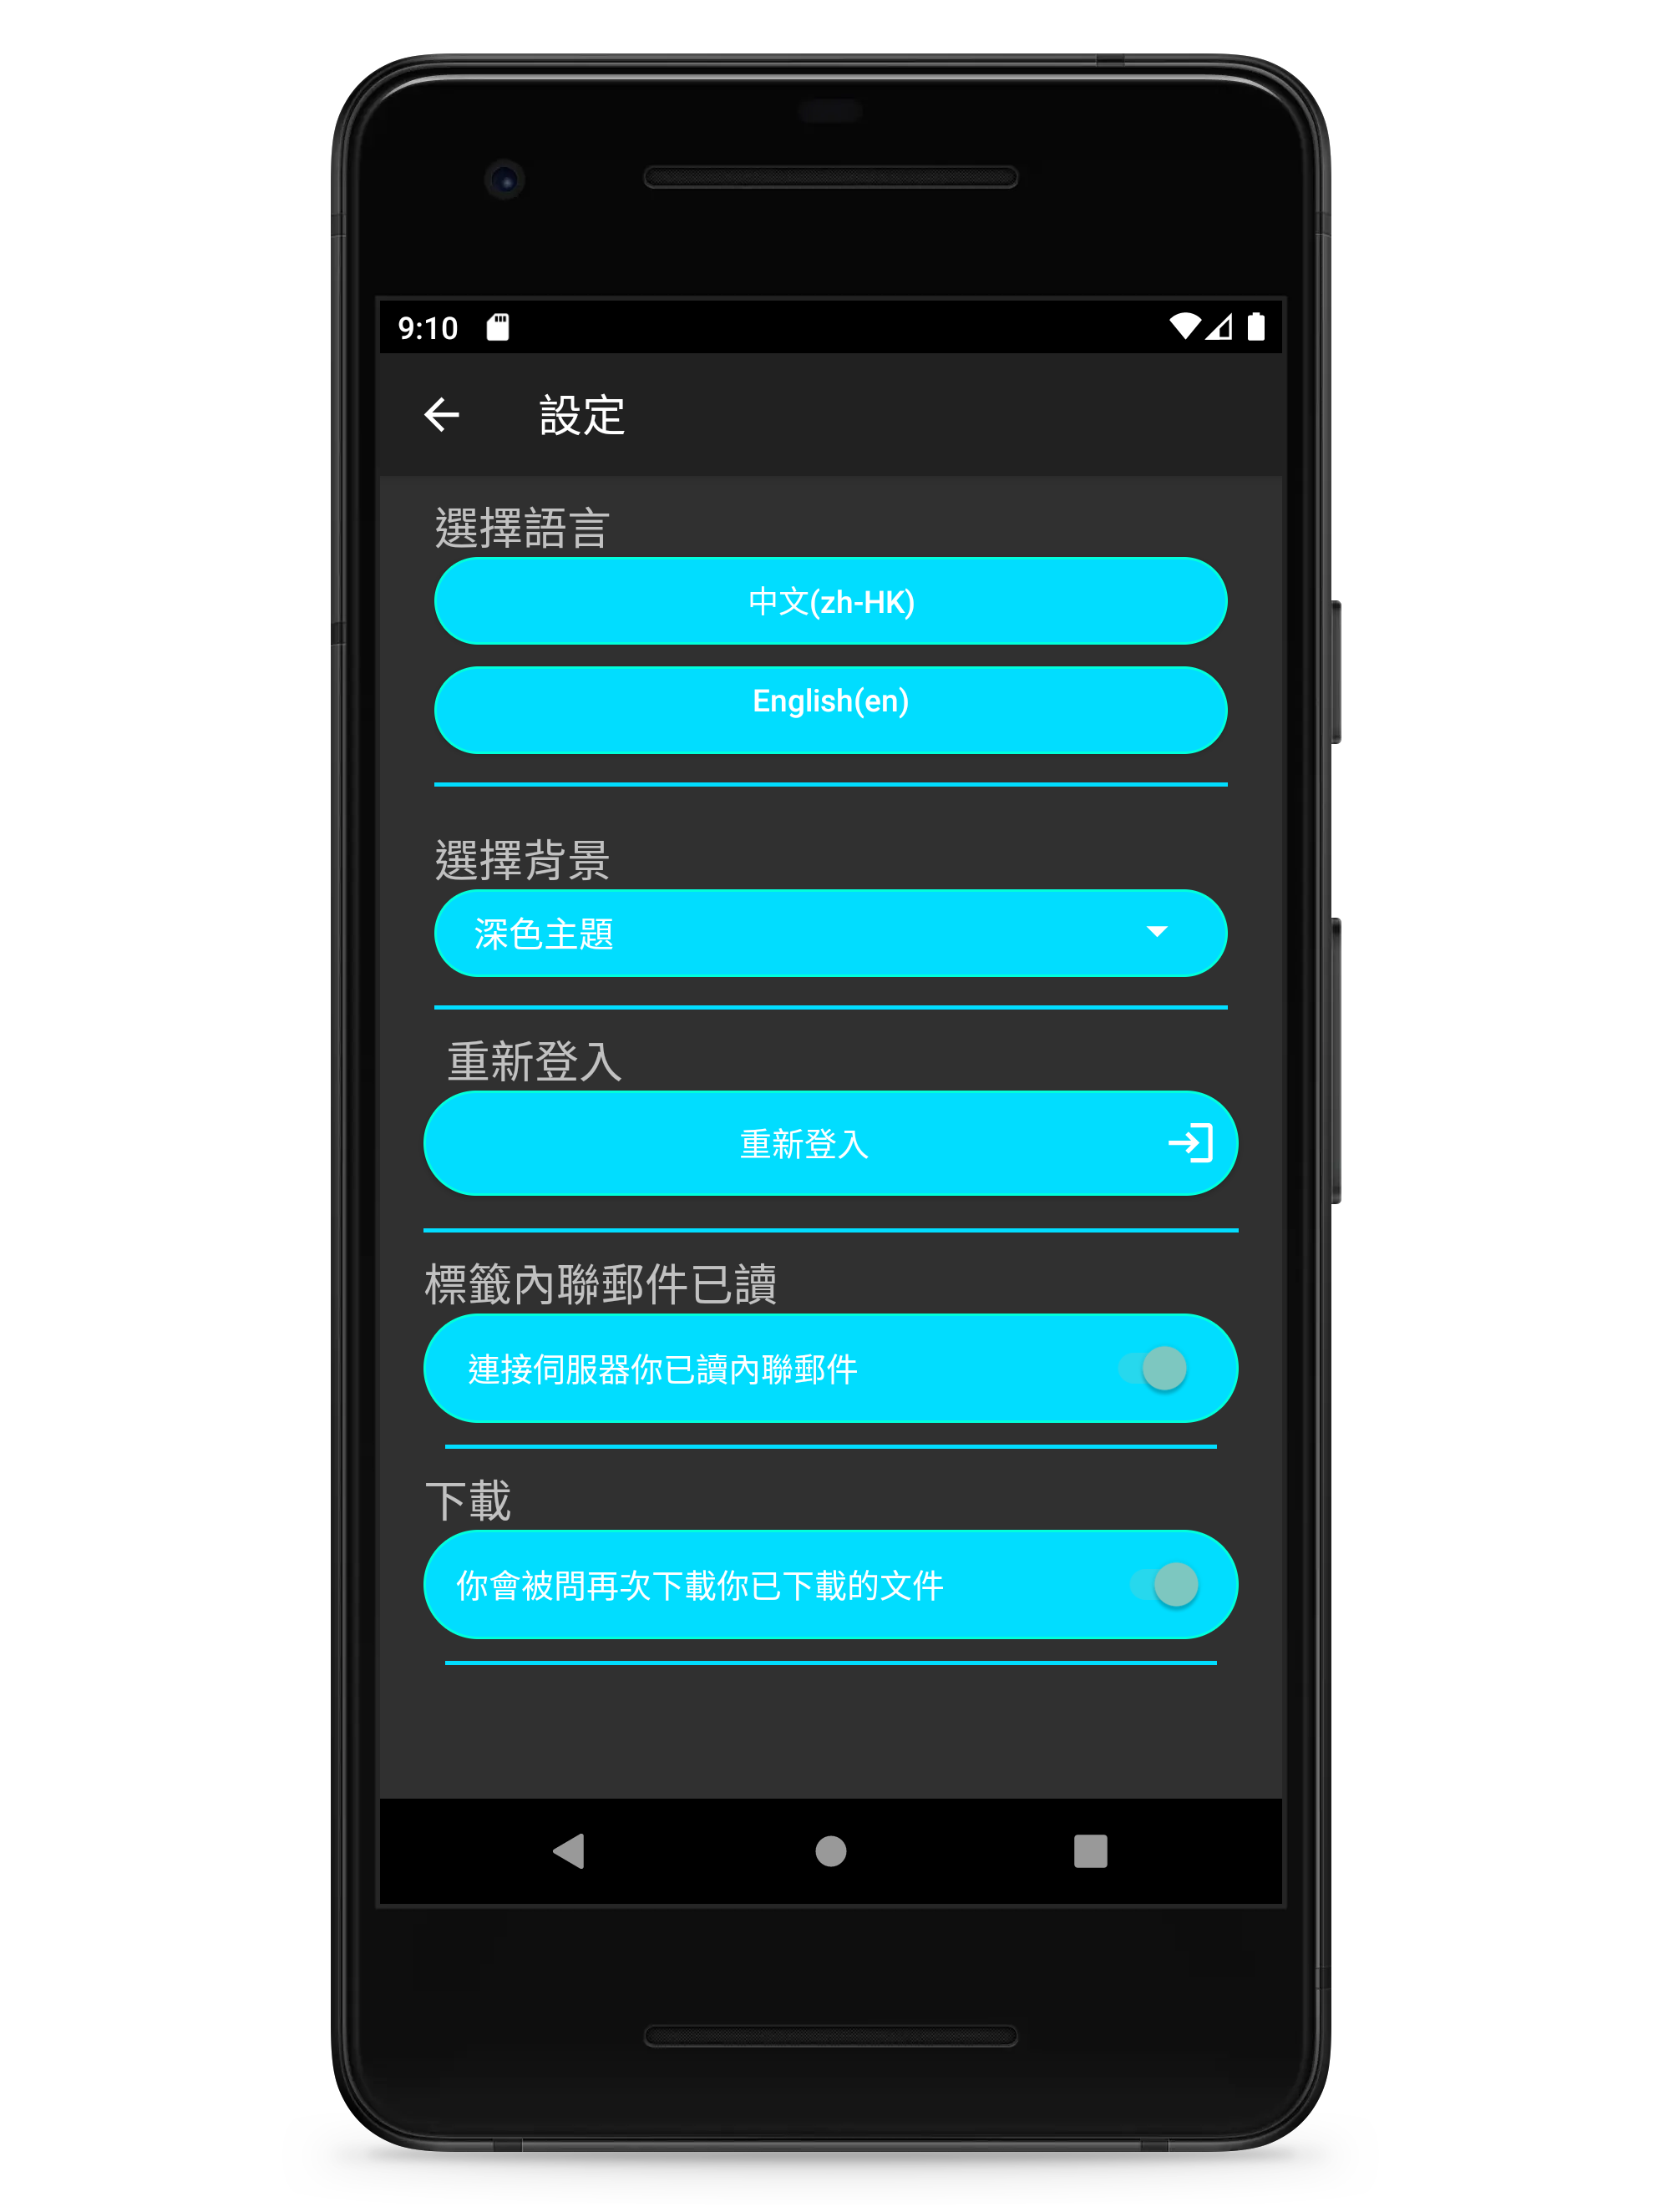 9:10
設定
選擇語言
中文(zh-HK)
English(en)
選擇背景
深色主題
重新登入
重新登入
標籤內聯郵件已讀
連接伺服器你已讀內聯郵件
下載
你會被問再次下載你已下載的文件